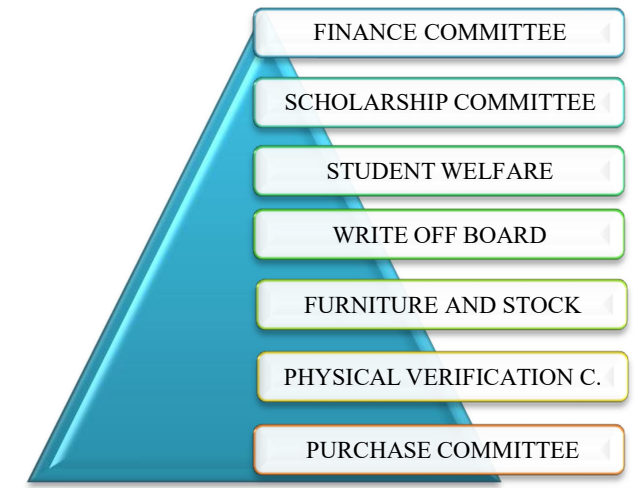 FINANCE COMMITTEE
SCHOLARSHIP COMMITTEE
STUDENT WELFARE
WRITE OFF BOARD
FURNITURE AND STOCK
PHYSICAL VERIFICATION C.
PURCHASE COMMITTEE